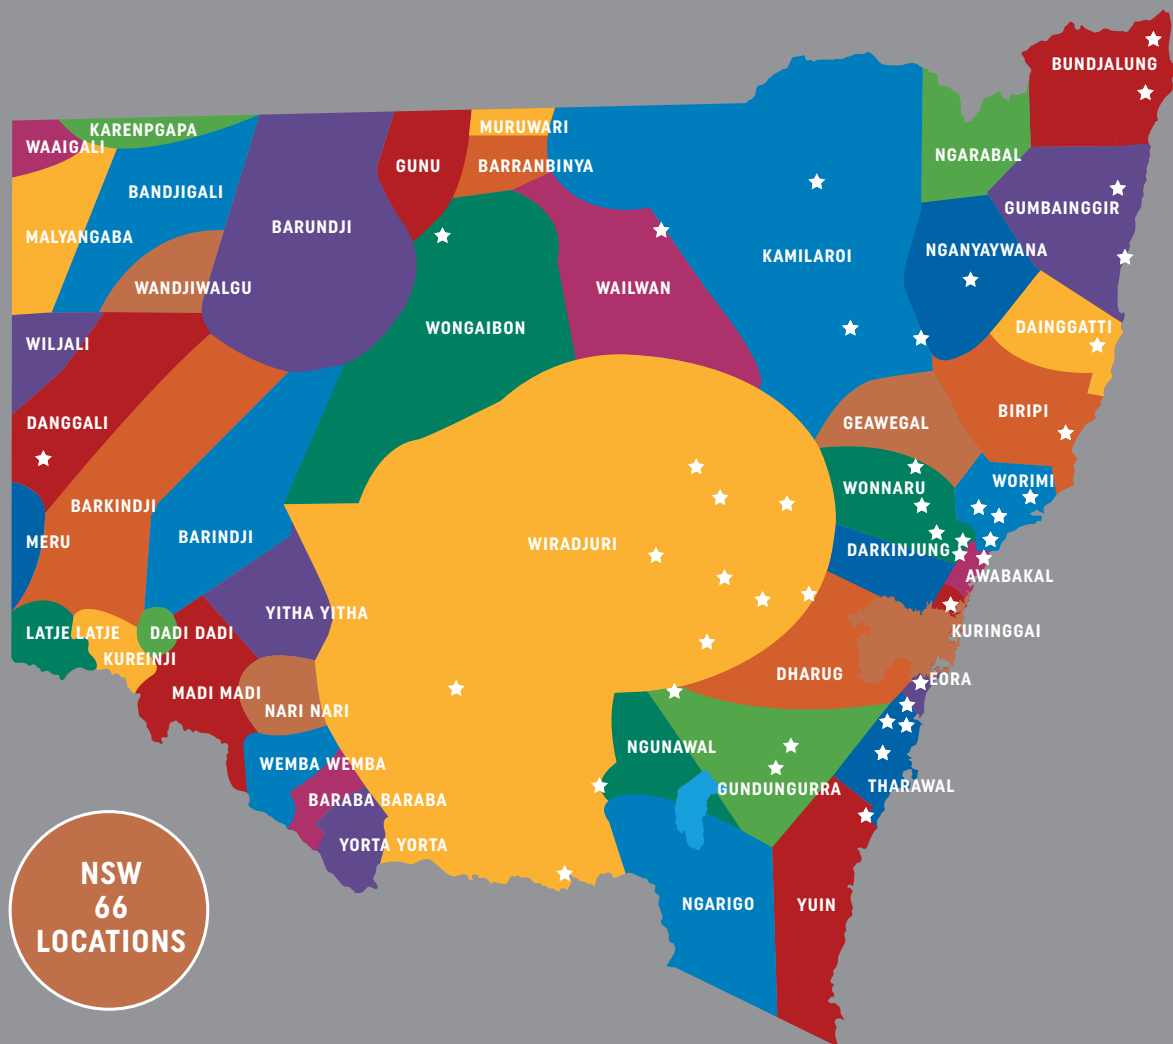 BUNDJALUNG
KARENPGAPA
MURUWARI
WAAIGALI
NGARABAL
GUNU
BARRANBINYA
BANDJIGALI
GUMBAINGGIR
BARUNDJI
MALYANGABA
NGANYAYWANA
KAMILAROI
WANDJIWALGU
WAILWAN
WONGAIBON
DAINGGATTI
WILJALI
BIRIPI
DANGGALI
GEAWEGAL
WORIMI
WONNARU
BARKINDJI
BARINDJI
MERU
WIRADJURI
DARKINJUNG
AWABAKAL
YITHA YITHA
LATJE LATJE
DADI DADI
KURINGGAI
KUREINJI
DHARUG
EORA
MADI MADI
NARI NARI
NGUNAWAL
WEMBA WEMBA
THARAWAL
GUNDUNGURRA
BARABA BARABA
YORTA YORTA
NGARIGO
YUIN
NSW
66
LOCATIONS